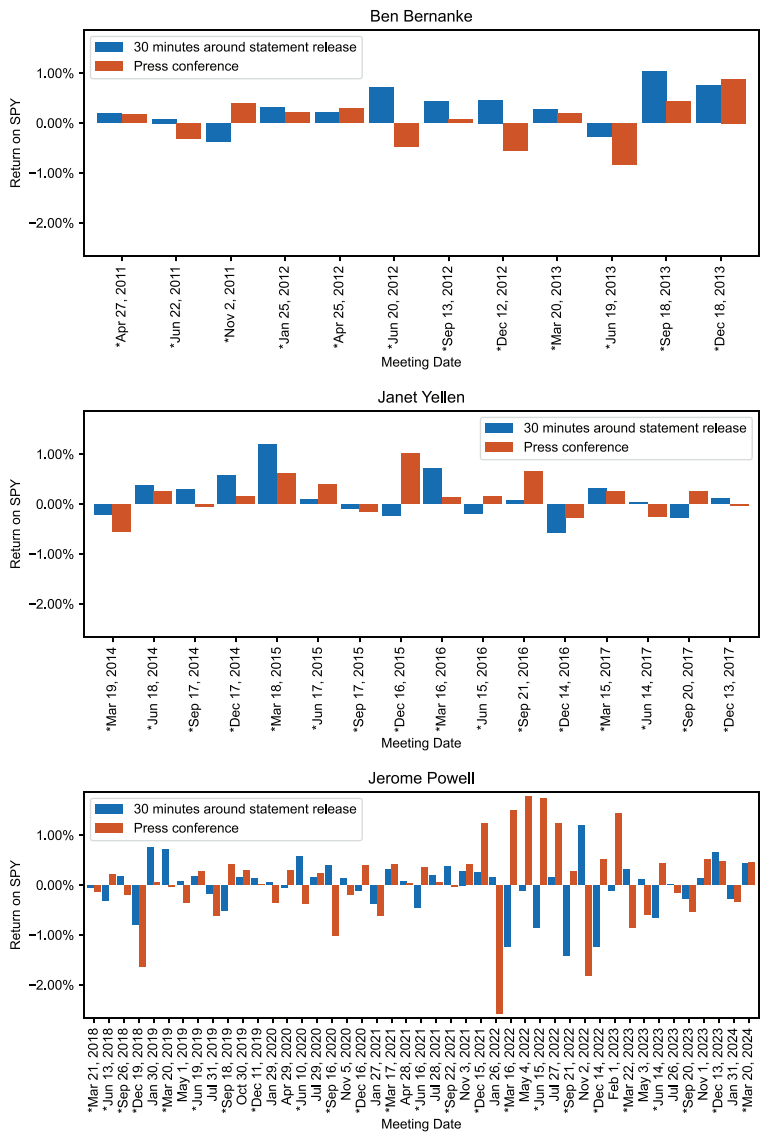 Ben Bernanke
30 minutes around statement release
Press conference
1.00%
0.00%
−1.00%
−2.00%
Return on SPY
*Apr 27, 2011
*Jun 22, 2011
*Nov 2, 2011
*Jan 25, 2012
*Apr 25, 2012
*Jun 20, 2012
*Sep 13, 2012
*Dec 12, 2012
*Mar 20, 2013
*Jun 19, 2013
*Sep 18, 2013
*Dec 18, 2013
Meeting Date
Janet Yellen
30 minutes around statement release
Press conference
1.00%
0.00%
−1.00%
−2.00%
Return on SPY
*Mar 19, 2014
*Jun 18, 2014
*Sep 17, 2014
*Dec 17, 2014
*Mar 18, 2015
*Jun 17, 2015
*Sep 17, 2015
*Dec 16, 2015
*Mar 16, 2016
*Jun 15, 2016
*Sep 21, 2016
*Dec 14, 2016
*Mar 15, 2017
*Jun 14, 2017
*Sep 20, 2017
*Dec 13, 2017
Meeting Date
Jerome Powell
30 minutes around statement release
Press conference
1.00%
0.00%
−1.00%
−2.00%
Return on SPY
*Mar 21, 2018
*Jun 13, 2018
*Sep 26, 2018
*Dec 19, 2018
Jan 30, 2019
*Mar 20, 2019
May 1, 2019
*Jun 19, 2019
Jul 31, 2019
*Sep 18, 2019
Oct 30, 2019
*Dec 11, 2019
Jan 29, 2020
Apr 29, 2020
*Jun 10, 2020
Jul 29, 2020
*Sep 16, 2020
Nov 5, 2020
*Dec 16, 2020
Jan 27, 2021
*Mar 17, 2021
Apr 28, 2021
*Jun 16, 2021
Jul 28, 2021
*Sep 22, 2021
Nov 3, 2021
*Dec 15, 2021
Jan 26, 2022
*Mar 16, 2022
May 4, 2022
*Jun 15, 2022
Jul 27, 2022
*Sep 21, 2022
Nov 2, 2022
*Dec 14, 2022
Feb 1, 2023
*Mar 22, 2023
May 3, 2023
*Jun 14, 2023
Jul 26, 2023
*Sep 20, 2023
Nov 1, 2023
*Dec 13, 2023
Jan 31, 2024
*Mar 20, 2024
Meeting Date